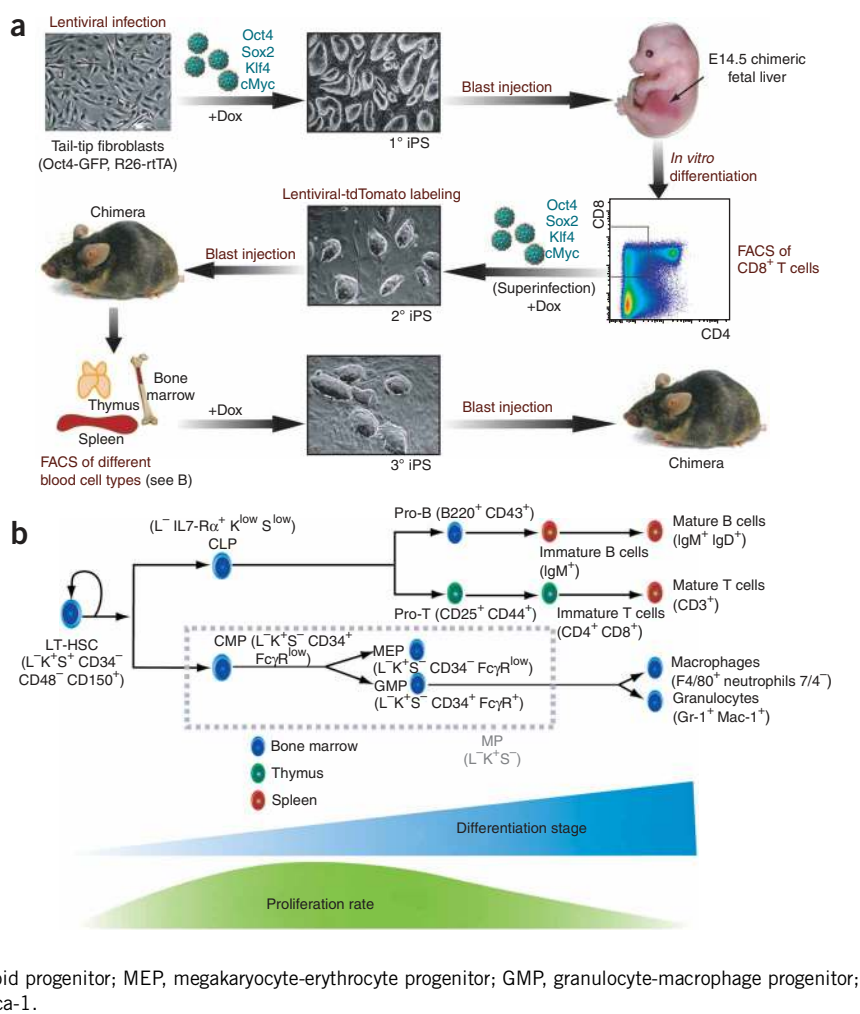 a
Lentiviral infection
Oct4
Sox2
Klf4
cMyc
+Dox
Tail-tip fibroblasts
(Oct4-GFP, R26-rtTA)
1° iPS
Blast injection
E14.5 chimeric
fetal liver
In vitro
differentiation
Chimera
Blast injection
Lentiviral-tdTomato labeling
2° iPS
Oct4
Sox2
Klf4
cMyc
(Superinfection)
+Dox
CD8
CD4
FACS of
CD8⁺ T cells
Thymus
Bone
marrow
Spleen
FACS of different
blood cell types (see B)
+Dox
3° iPS
Blast injection
Chimera
b
(L⁻ IL7-Rα⁺ K^low S^low)
CLP
Pro-B (B220⁺ CD43⁺)
Immature B cells
(IgM⁺)
Mature B cells
(IgM⁺ IgD⁺)
Pro-T (CD25⁺ CD44⁺)
Immature T cells
(CD4⁺ CD8⁺)
Mature T cells
(CD3⁺)
LT-HSC
(L⁻K⁺S⁺ CD34⁻
CD48⁻ CD150⁺)
CMP (L⁻K⁺S⁻ CD34⁺
FcγR^low)
MEP
(L⁻K⁺S⁻ CD34⁻ FcγR^low)
GMP
(L⁻K⁺S⁻ CD34⁺ FcγR⁺)
Macrophages
(F4/80⁺ neutrophils 7/4⁻)
Granulocytes
(Gr-1⁺ Mac-1⁺)
MP
(L⁻K⁺S⁻)
Bone marrow
Thymus
Spleen
Differentiation stage
Proliferation rate
oid progenitor; MEP, megakaryocyte-erythrocyte progenitor; GMP, granulocyte-macrophage progenitor;
ca-1.